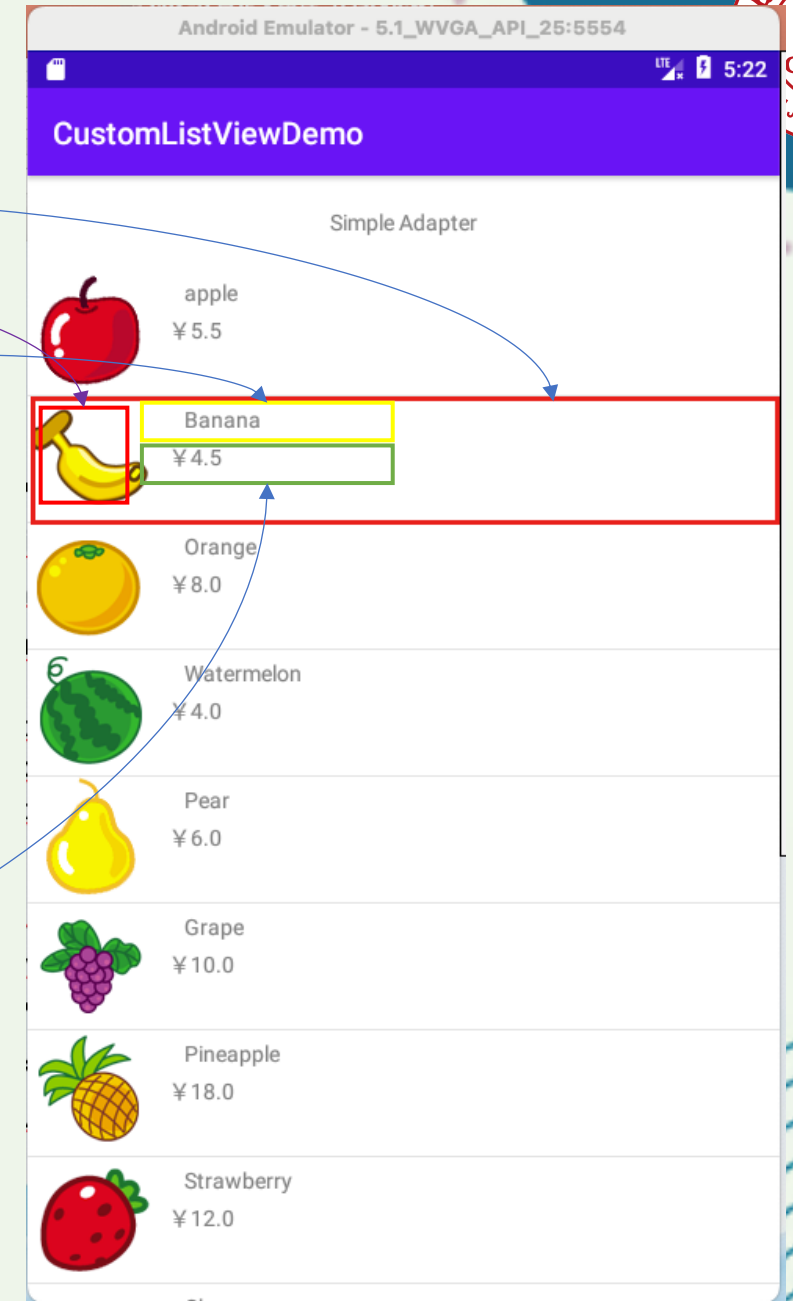 Android Emulator - 5.1_WVGA_API_25:5554
LTE 5:22
CustomListViewDemo
Simple Adapter
apple
¥5.5
Banana
¥4.5
Orange
¥8.0
Watermelon
¥4.0
Pear
¥6.0
Grape
¥10.0
Pineapple
¥18.0
Strawberry
¥12.0